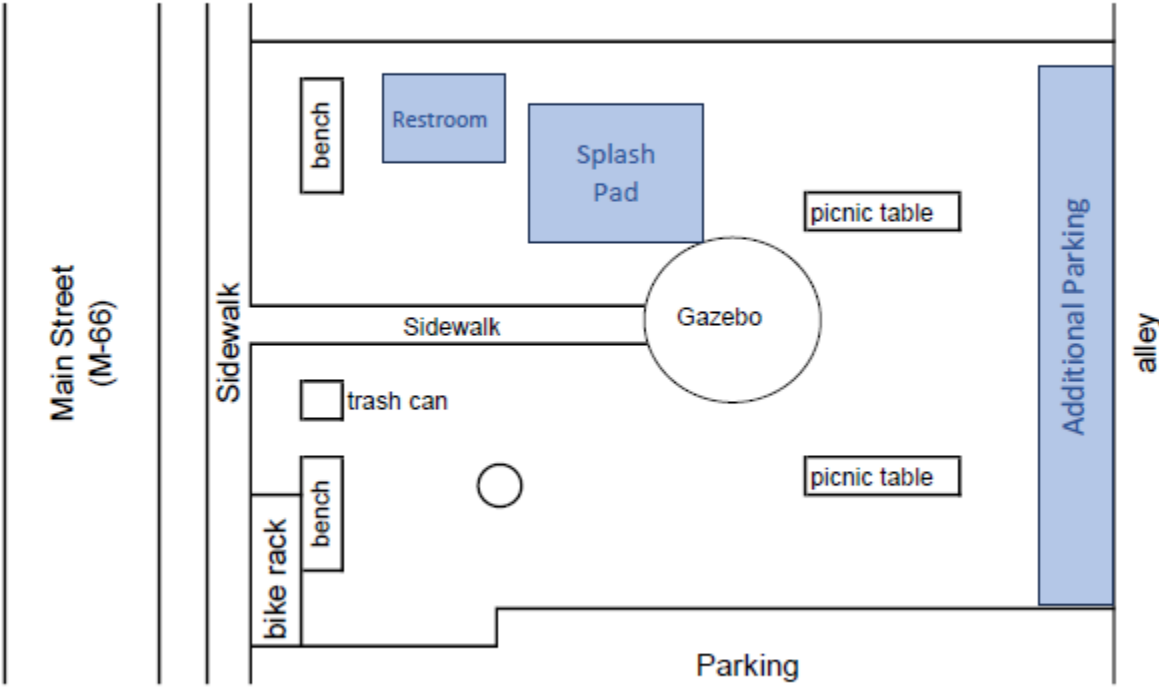 Main Street
(M-66)
Sidewalk
bench
Restroom
Splash
Pad
picnic table
Additional Parking
alley
Sidewalk
Gazebo
trash can
bench
bike rack
picnic table
Parking